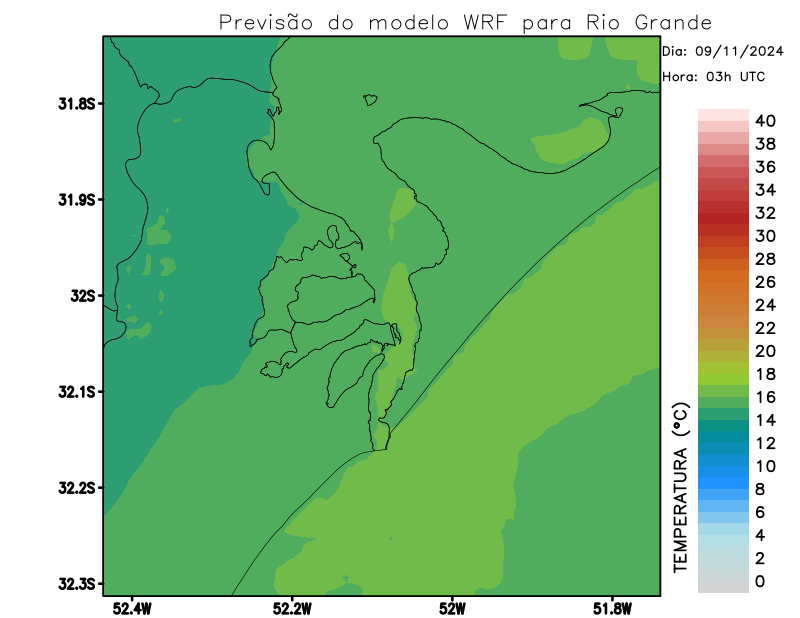 Previsão do modelo WRF para Rio Grande
Dia: 09/11/2024
Hora: 03h UTC
31.8S
31.9S
32S
32.1S
32.2S
32.3S
52.4W
52.2W
52W
51.8W
TEMPERATURA (°C)
40
38
36
34
32
30
28
26
24
22
20
18
16
14
12
10
8
6
4
2
0